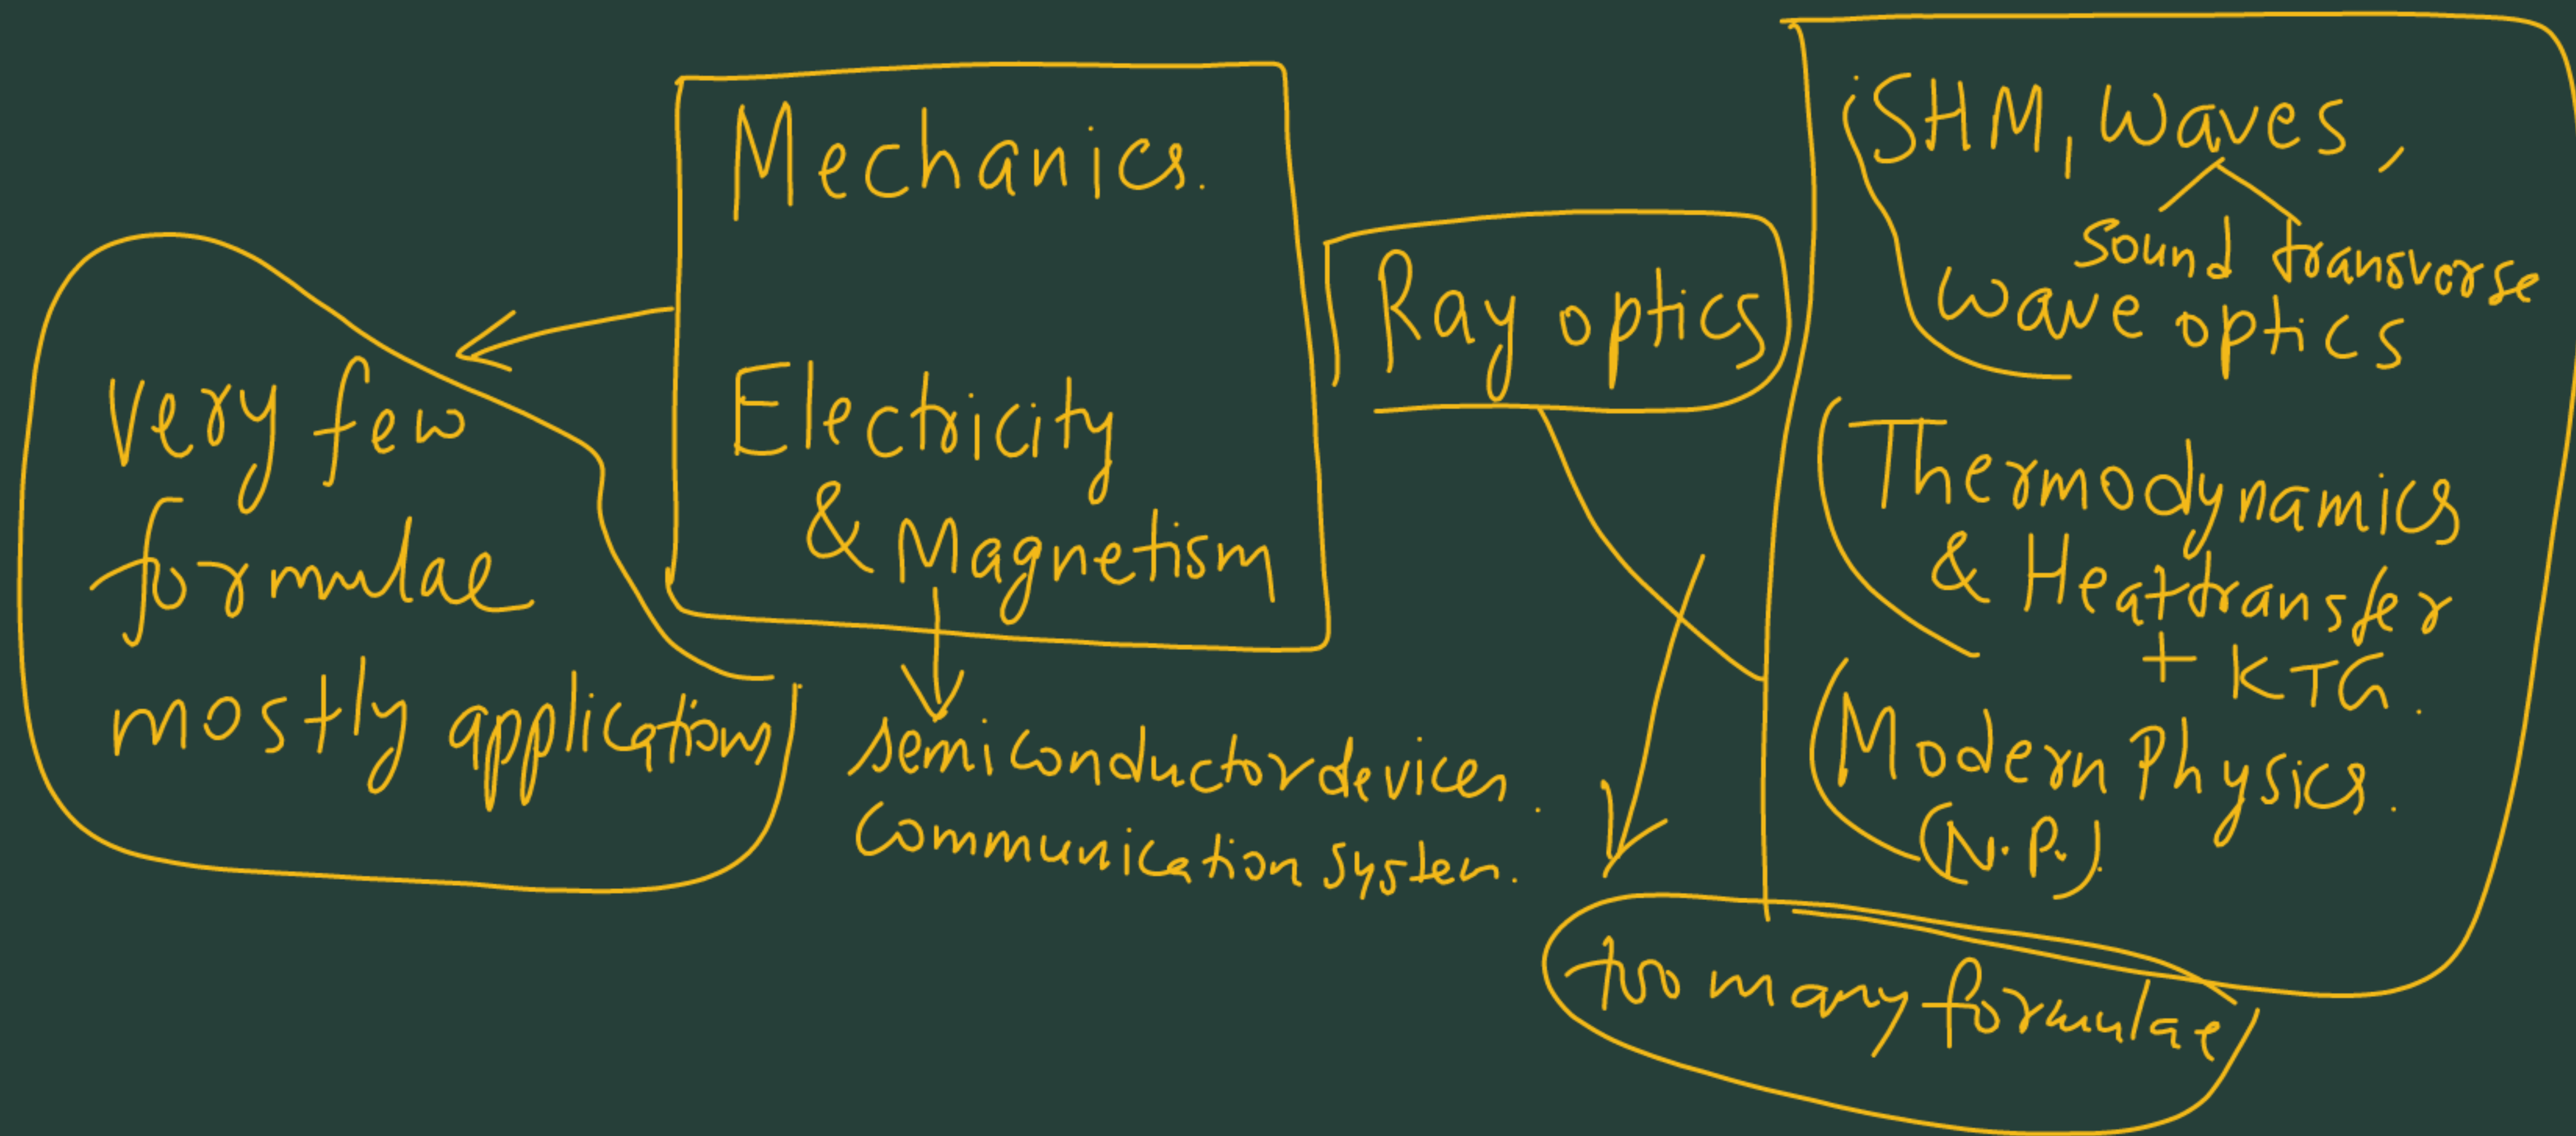 Mechanics.
Electricity
& Magnetism
very few
formulae
mostly applications
semiconductor devices.
Communication system.
Ray optics
SHM, Waves,
Sound transverse
wave optics
Thermodynamics
& Heat transfer
+ KTG.
Modern Physics.
(N.P.)
too many formulae